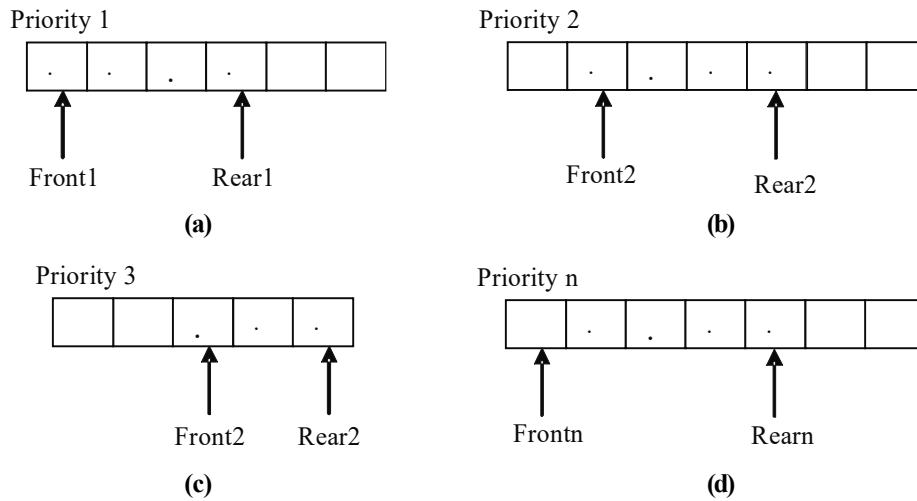 Priority 1
Front1 Rear1
(a)
Priority 2
Front2 Rear2
(b)
Priority 3
Front2 Rear2
(c)
Priority n
Frontn Rearn
(d)